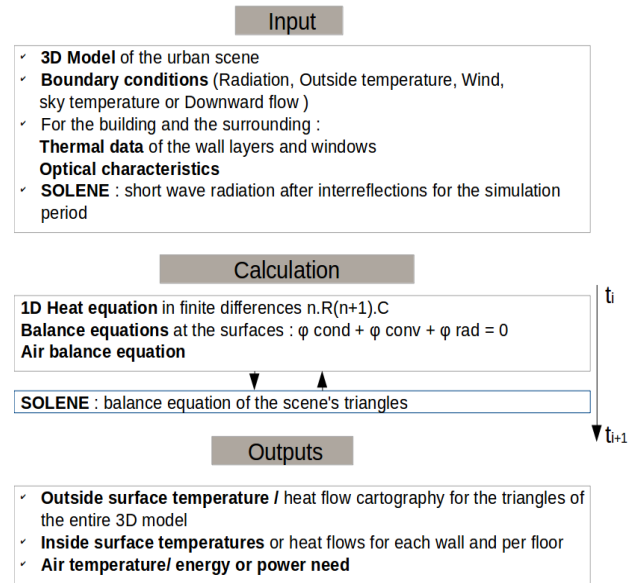 Input
✓ 3D Model of the urban scene
✓ Boundary conditions (Radiation, Outside temperature, Wind,
sky temperature or Downward flow )
✓ For the building and the surrounding :
Thermal data of the wall layers and windows
Optical characteristics
✓ SOLENE : short wave radiation after interreflections for the simulation
period
Calculation
1D Heat equation in finite differences n.R(n+1).C
Balance equations at the surfaces : φ cond + φ conv + φ rad = 0
Air balance equation
SOLENE : balance equation of the scene's triangles
ti
ti+1
Outputs
✓ Outside surface temperature / heat flow cartography for the triangles of
the entire 3D model
✓ Inside surface temperatures or heat flows for each wall and per floor
✓ Air temperature/ energy or power need